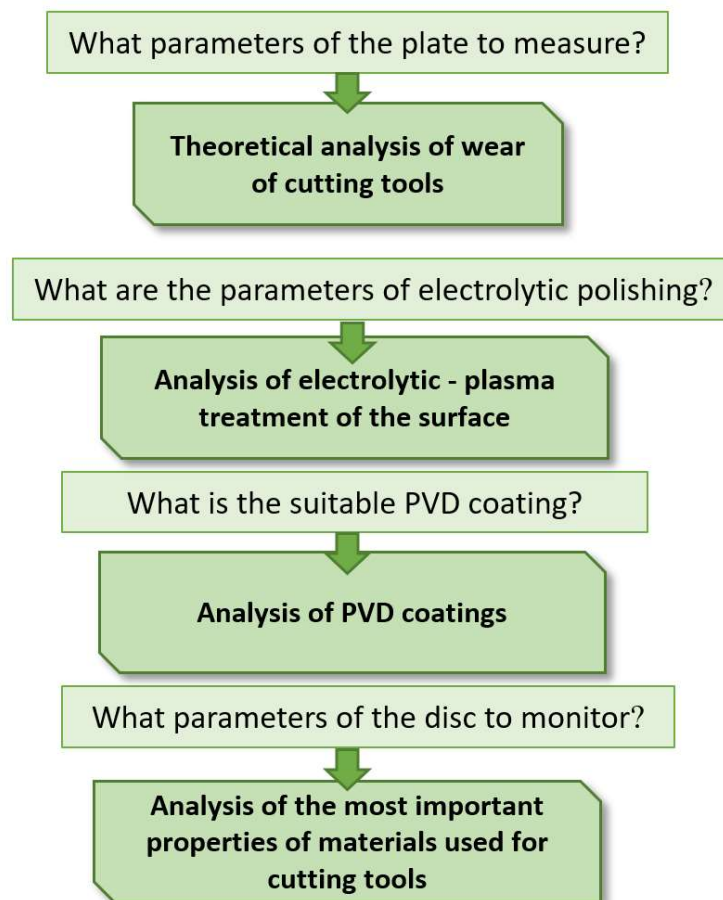 What parameters of the plate to measure?
Theoretical analysis of wear
of cutting tools
What are the parameters of electrolytic polishing?
Analysis of electrolytic - plasma
treatment of the surface
What is the suitable PVD coating?
Analysis of PVD coatings
What parameters of the disc to monitor?
Analysis of the most important
properties of materials used for
cutting tools